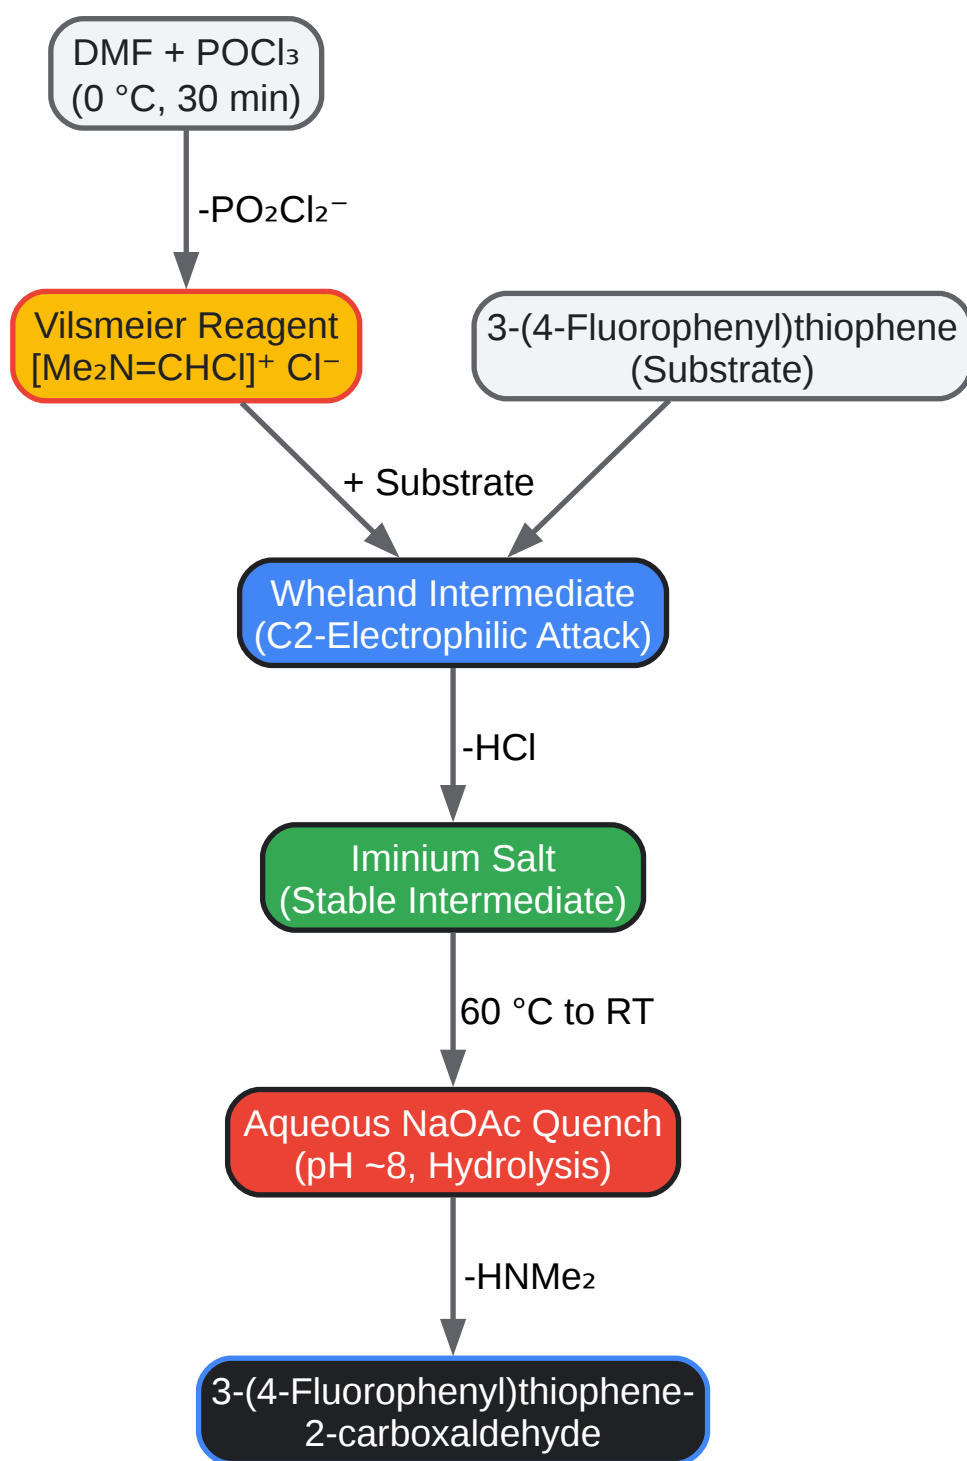 DMF + POCl₃
(0 °C, 30 min)
-PO₂Cl₂⁻
Vilsmeier Reagent
[Me₂N=CHCl]⁺ Cl⁻
3-(4-Fluorophenyl)thiophene
(Substrate)
+ Substrate
Wheland Intermediate
(C2-Electrophilic Attack)
-HCl
Iminium Salt
(Stable Intermediate)
60 °C to RT
Aqueous NaOAc Quench
(pH ~8, Hydrolysis)
-HNMe₂
3-(4-Fluorophenyl)thiophene-
2-carboxaldehyde